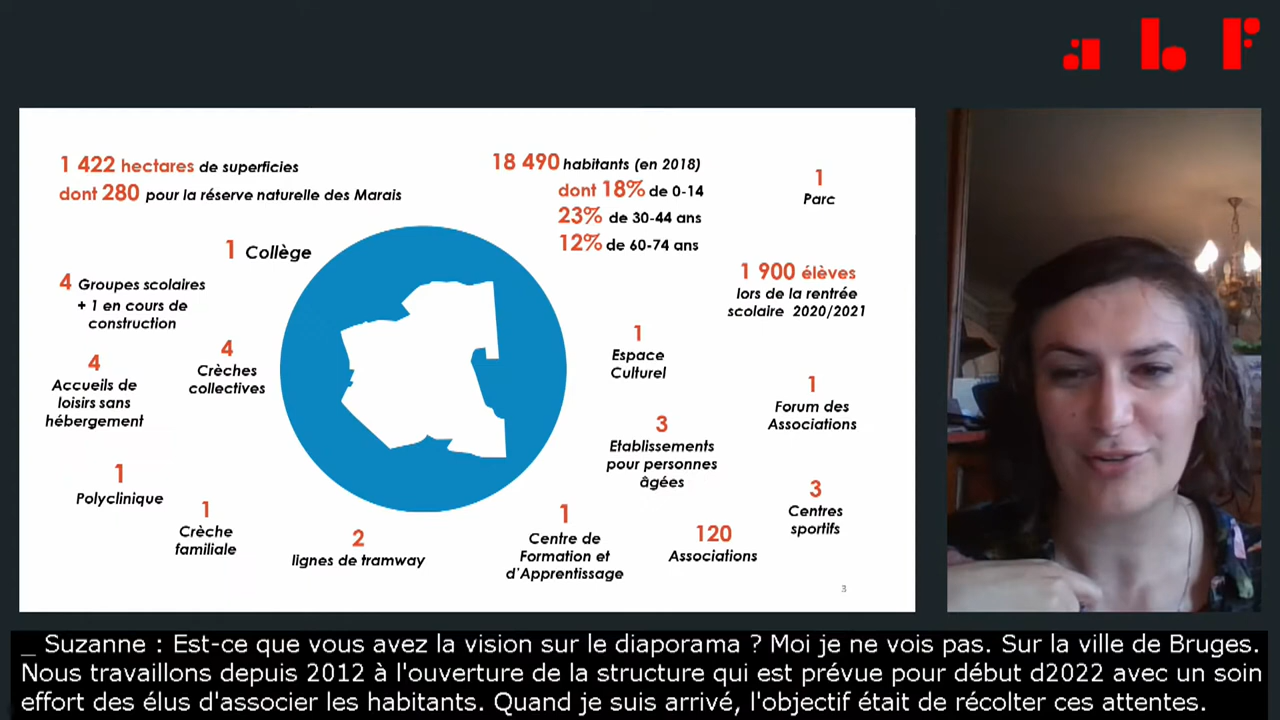 abf
1 422 hectares de superficies
dont 280 pour la réserve naturelle des Marais
18 490 habitants (en 2018)
dont 18% de 0-14
23% de 30-44 ans
12% de 60-74 ans
1
Parc
1 Collège
4 Groupes scolaires
+ 1 en cours de
construction
1 900 élèves
lors de la rentrée
scolaire 2020/2021
4
Accueils de
loisirs sans
hébergement
4
Crèches
collectives
1
Espace
Culturel
1
Forum des
Associations
3
Etablissements
pour personnes
âgées
1
Polyclinique
1
Crèche
familiale
2
lignes de tramway
1
Centre de
Formation et
d'Apprentissage
120
Associations
3
Centres
sportifs
3
_ Suzanne : Est-ce que vous avez la vision sur le diaporama ? Moi je ne vois pas. Sur la ville de Bruges.
Nous travaillons depuis 2012 à l'ouverture de la structure qui est prévue pour début d2022 avec un soin
effort des élus d'associer les habitants. Quand je suis arrivé, l'objectif était de récolter ces attentes.